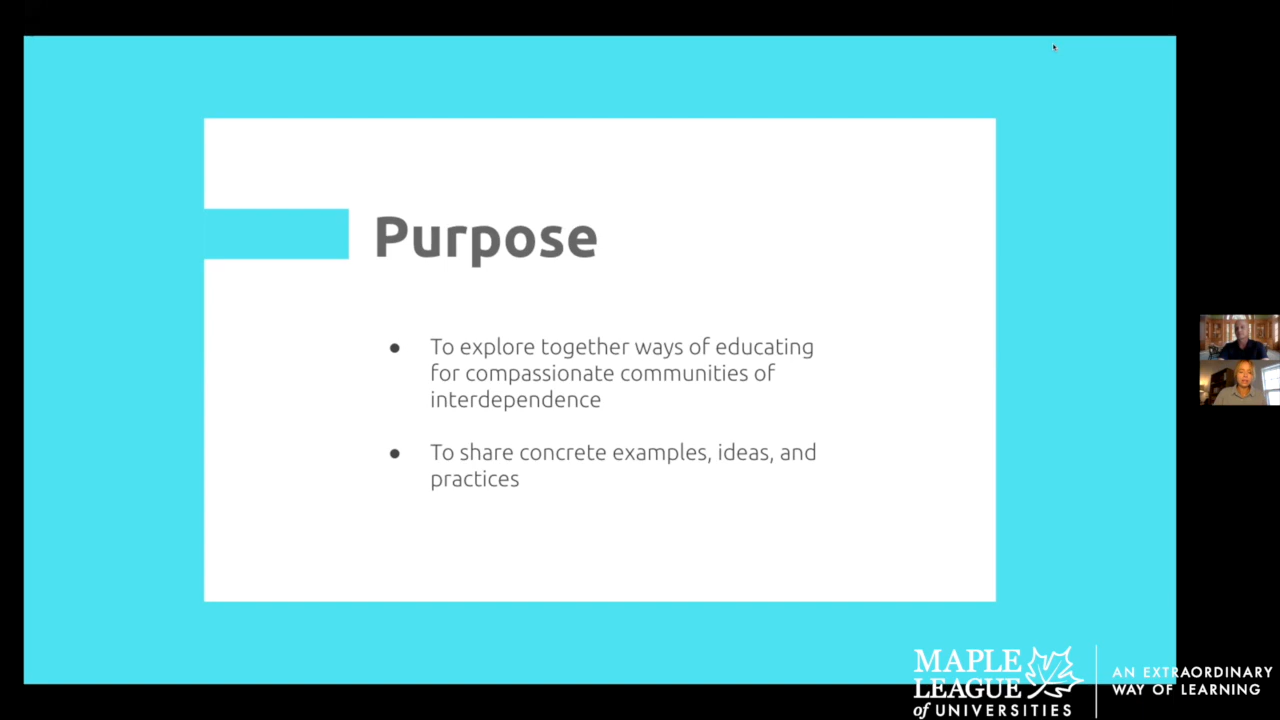 Purpose
● To explore together ways of educating
for compassionate communities of
interdependence
● To share concrete examples, ideas, and
practices
MAPLE
LEAGUE
of UNIVERSITIES
AN EXTRAORDINARY
WAY OF LEARNING